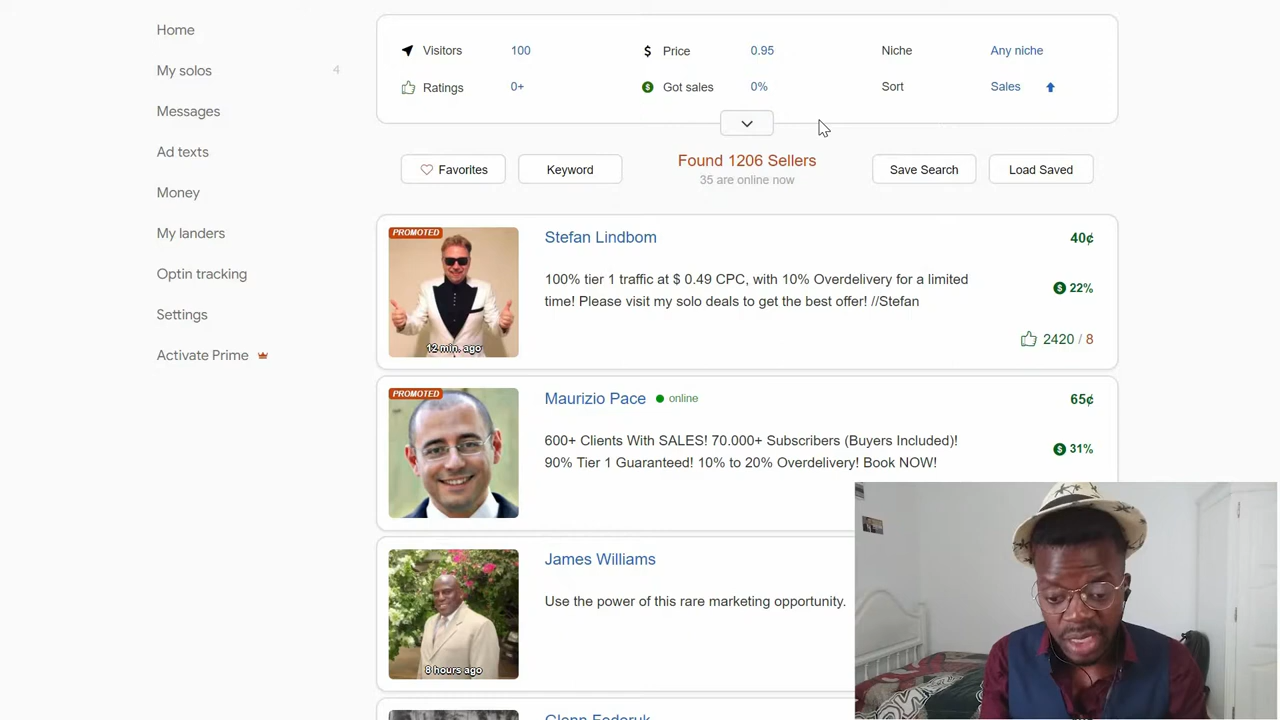 Home
My solos 4
Messages
Ad texts
Money
My landers
Optin tracking
Settings
Activate Prime
Visitors 100 $ Price 0.95 Niche Any niche
Ratings 0+ Got sales 0% Sort Sales
Favorites Keyword Found 1206 Sellers Save Search Load Saved
35 are online now
PROMOTED
Stefan Lindbom 40¢
100% tier 1 traffic at $ 0.49 CPC, with 10% Overdelivery for a limited
time! Please visit my solo deals to get the best offer! //Stefan
22%
2420 / 8
12 min. ago
PROMOTED
Maurizio Pace online 65¢
600+ Clients With SALES! 70.000+ Subscribers (Buyers Included)!
90% Tier 1 Guaranteed! 10% to 20% Overdelivery! Book NOW!
31%
James Williams
Use the power of this rare marketing opportunity.
8 hours ago